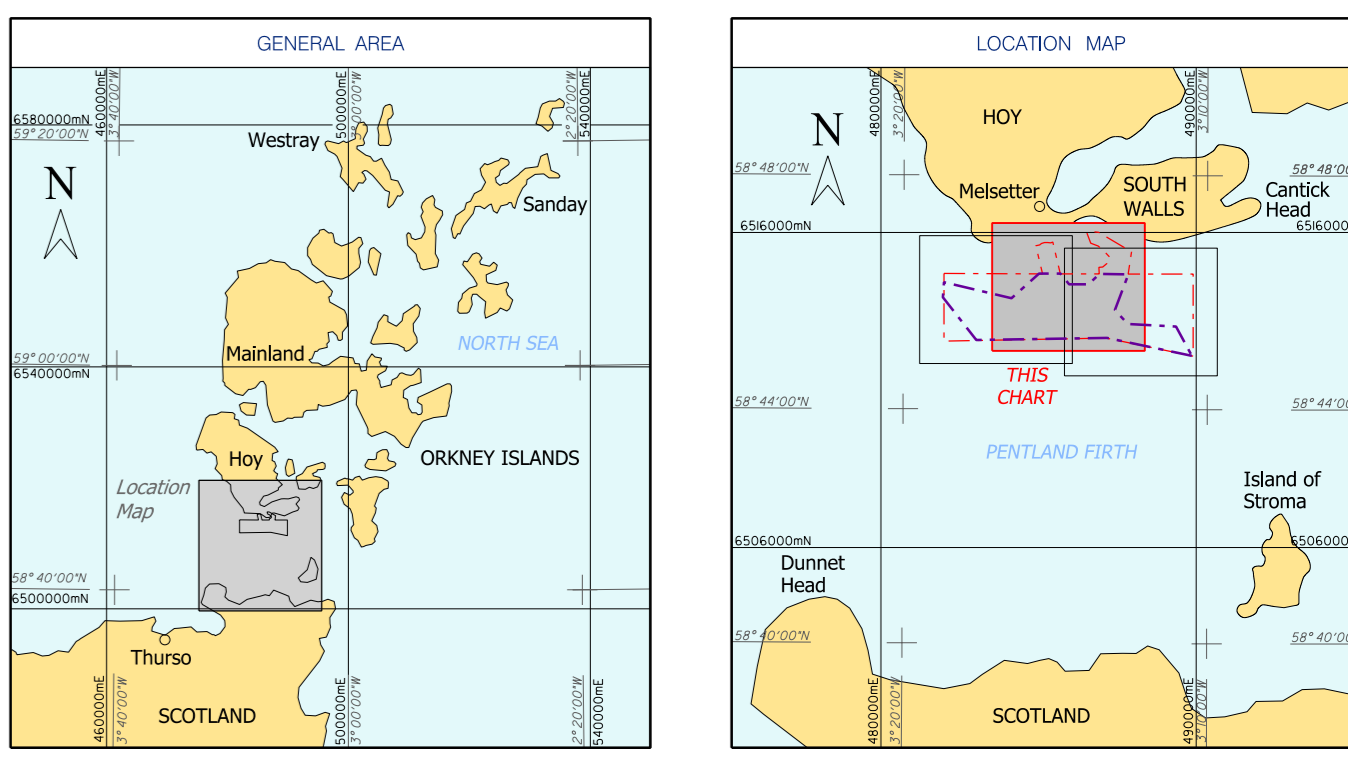 GENERAL AREA
460000mE
3° 40'00"W
500000mE
3° 00'00"W
2° 20'00"W
540000mE
6580000mN
59° 20'00"N
Westray
N
Sanday
NORTH SEA
Mainland
59° 00'00"N
6540000mN
Hoy
ORKNEY ISLANDS
Location
Map
58° 40'00"N
6500000mN
Thurso
SCOTLAND
460000mE
3° 40'00"W
500000mE
3° 00'00"W
2° 20'00"W
540000mE
LOCATION MAP
480000mE
3° 20'00"W
490000mE
3° 10'00"W
HOY
N
58° 48'00"N
58° 48'00
Melsetter
SOUTH
WALLS
Cantick
Head
6516000mN
6516000
THIS
CHART
58° 44'00"N
58° 44'00
PENTLAND FIRTH
Island of
Stroma
6506000mN
6506000
Dunnet
Head
58° 40'00"N
58° 40'00
480000mE
3° 20'00"W
490000mE
3° 10'00"W
SCOTLAND